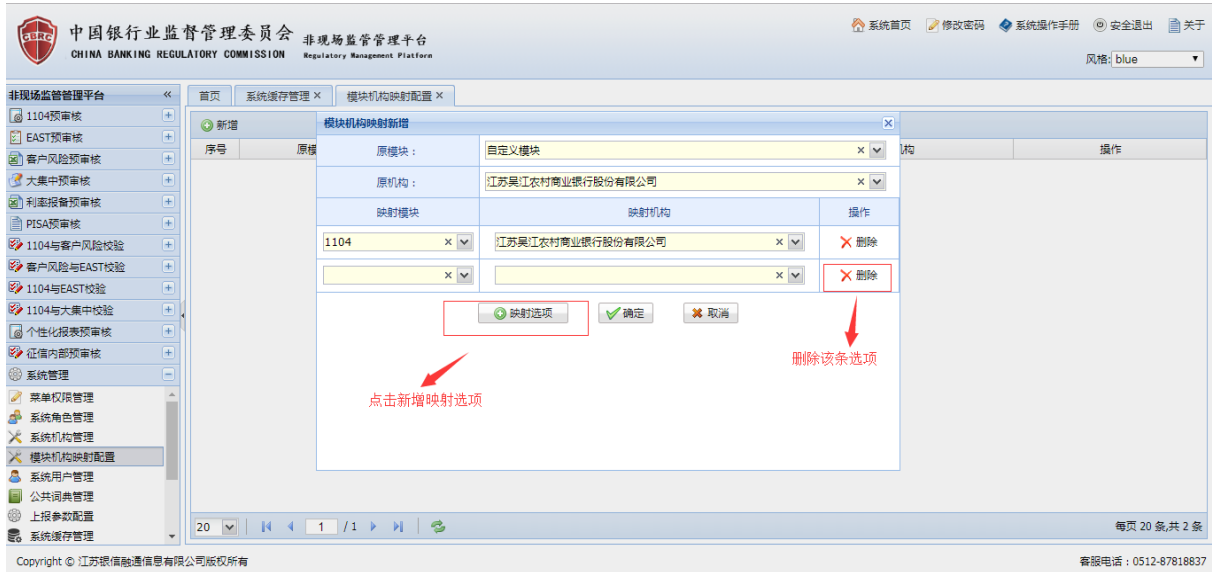 CBRC
中国银行业监督管理委员会
CHINA BANKING REGULATORY COMMISSION
非现场监管管理平台
Regulatory Management Platform
系统首页 修改密码 系统操作手册 安全退出 关于
风格: blue
非现场监管管理平台 «
1104预审核
EAST预审核
客户风险预审核
大集中预审核
利率报备预审核
PISA预审核
1104与客户风险校验
客户风险与EAST校验
1104与EAST校验
1104与大集中校验
个性化报表预审核
征信内部预审核
系统管理
菜单权限管理
系统角色管理
系统机构管理
模块机构映射配置
系统用户管理
公共词典管理
上报参数配置
系统缓存管理
首页 系统缓存管理 × 模块机构映射配置 ×
新增
序号 原模 机构 操作
模块机构映射新增
原模块： 自定义模块
原机构： 江苏吴江农村商业银行股份有限公司
映射模块 映射机构 操作
1104 江苏吴江农村商业银行股份有限公司 删除
删除
映射选项 确定 取消
删除该条选项
点击新增映射选项
20 1 /1 每页 20 条,共 2 条
Copyright © 江苏银信融通信息有限公司版权所有 客服电话：0512-87818837